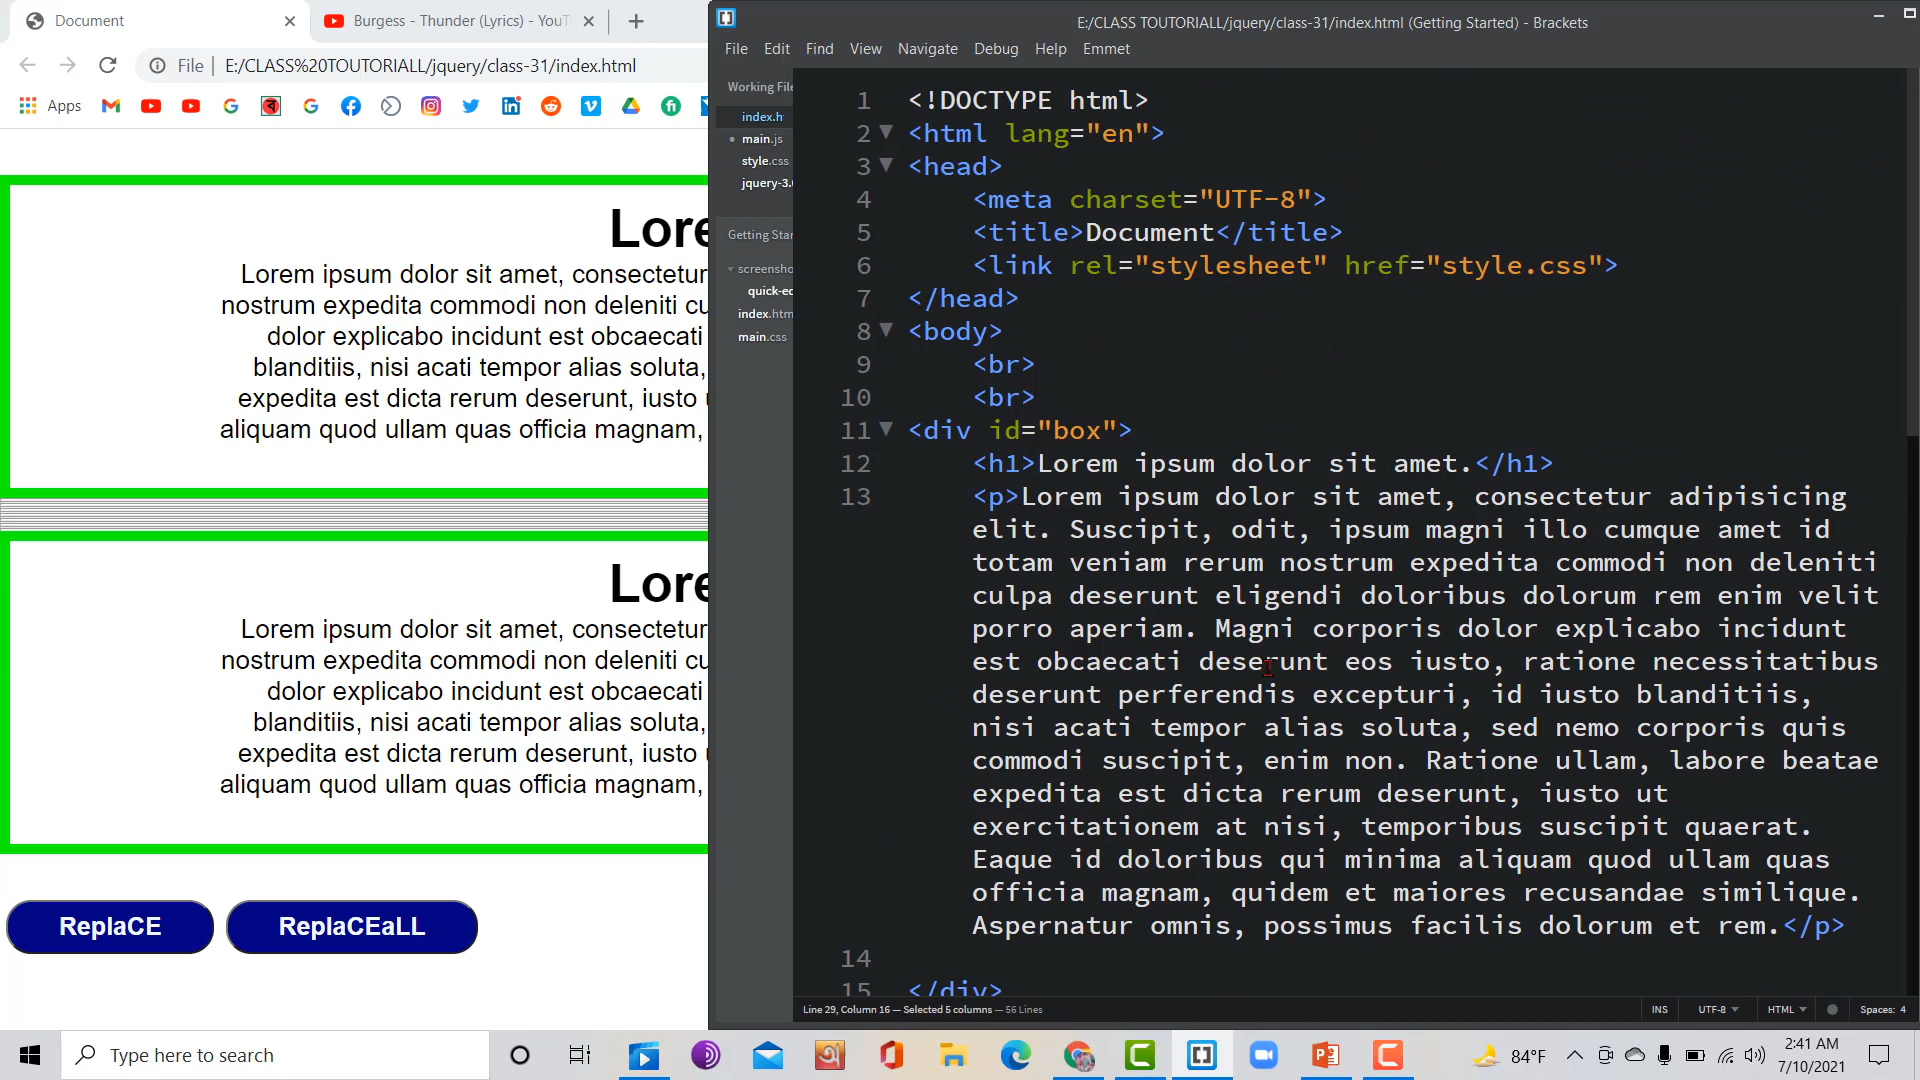 Document
Burgess - Thunder (Lyrics) - YouT
File E:/CLASS%20TOUTORIALL/jquery/class-31/index.html
Apps
Lore
Lorem ipsum dolor sit amet, consectetur
nostrum expedita commodi non deleniti cu
dolor explicabo incidunt est obcaecati
blanditiis, nisi acati tempor alias soluta,
expedita est dicta rerum deserunt, iusto
aliquam quod ullam quas officia magnam,
Lore
Lorem ipsum dolor sit amet, consectetur
nostrum expedita commodi non deleniti cu
dolor explicabo incidunt est obcaecati
blanditiis, nisi acati tempor alias soluta,
expedita est dicta rerum deserunt, iusto
aliquam quod ullam quas officia magnam,
ReplaCE ReplaCEaLL
E:/CLASS TOUTORIALL/jquery/class-31/index.html (Getting Started) - Brackets
File Edit Find View Navigate Debug Help Emmet
Working File
index.h
main.js
style.css
jquery-3.
Getting Star
screensho
quick-ed
index.htm
main.css
1 <!DOCTYPE html>
2 <html lang="en">
3 <head>
4 <meta charset="UTF-8">
5 <title>Document</title>
6 <link rel="stylesheet" href="style.css">
7 </head>
8 <body>
9 <br>
10 <br>
11 <div id="box">
12 <h1>Lorem ipsum dolor sit amet.</h1>
13 <p>Lorem ipsum dolor sit amet, consectetur adipisicing
elit. Suscipit, odit, ipsum magni illo cumque amet id
totam veniam rerum nostrum expedita commodi non deleniti
culpa deserunt eligendi doloribus dolorum rem enim velit
porro aperiam. Magni corporis dolor explicabo incidunt
est obcaecati deserunt eos iusto, ratione necessitatibus
deserunt perferendis excepturi, id iusto blanditiis,
nisi acati tempor alias soluta, sed nemo corporis quis
commodi suscipit, enim non. Ratione ullam, labore beatae
expedita est dicta rerum deserunt, iusto ut
exercitationem at nisi, temporibus suscipit quaerat.
Eaque id doloribus qui minima aliquam quod ullam quas
officia magnam, quidem et maiores recusandae similique.
Aspernatur omnis, possimus facilis dolorum et rem.</p>
14
15 </div>
Line 29, Column 16 — Selected 5 columns — 56 Lines
INS UTF-8 HTML Spaces: 4
Type here to search
84°F
2:41 AM
7/10/2021